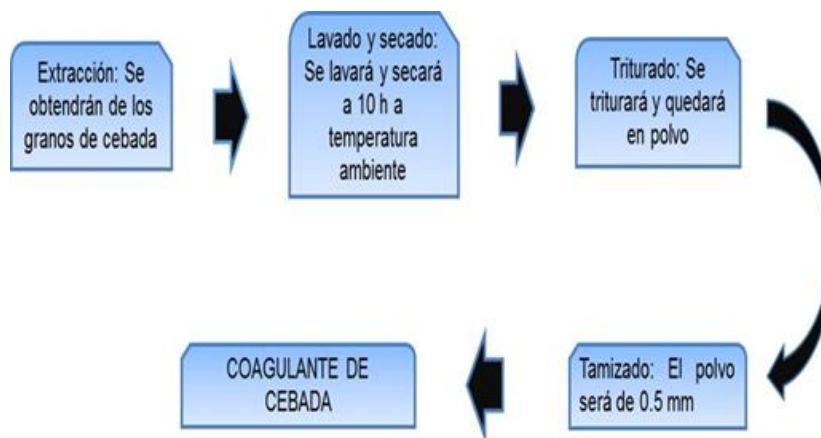 Extracción: Se
obtendrán de los
granos de cebada
Lavado y secado:
Se lavará y secará
a 10 h a
temperatura
ambiente
Triturado: Se
triturará y quedará
en polvo
Tamizado: El polvo
será de 0.5 mm
COAGULANTE DE
CEBADA